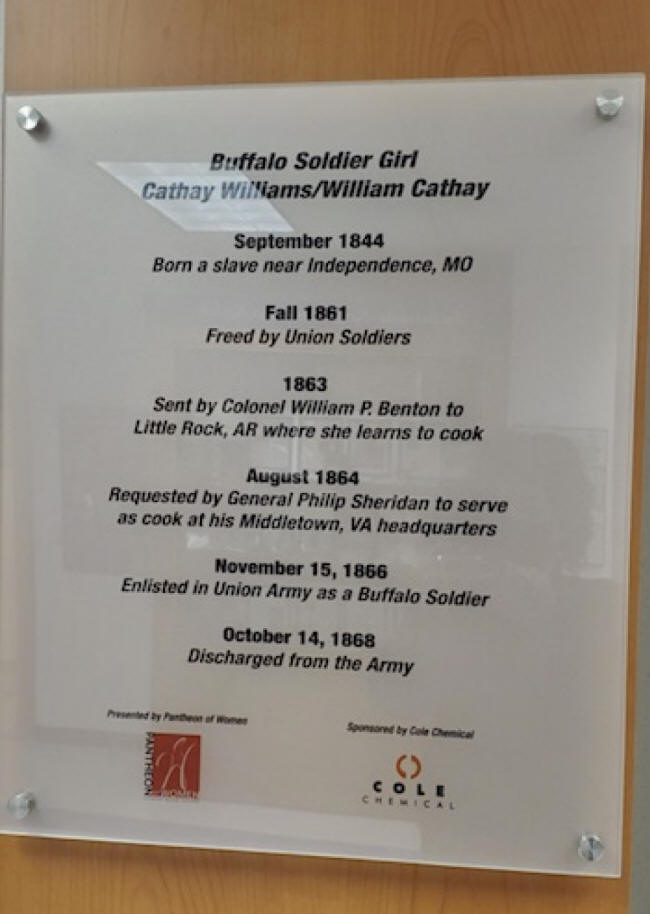 Buffalo Soldier Girl
Cathay Williams/William Cathay
September 1844
Born a slave near Independence, MO
Fall 1861
Freed by Union Soldiers
1863
Sent by Colonel William P. Benton to
Little Rock, AR where she learns to cook
August 1864
Requested by General Philip Sheridan to serve
as cook at his Middletown, VA headquarters
November 15, 1866
Enlisted in Union Army as a Buffalo Soldier
October 14, 1868
Discharged from the Army
Presented by Pantheon of Women
PANTHEON
WOMEN
Sponsored by Cole Chemical
COLE
CHEMICAL